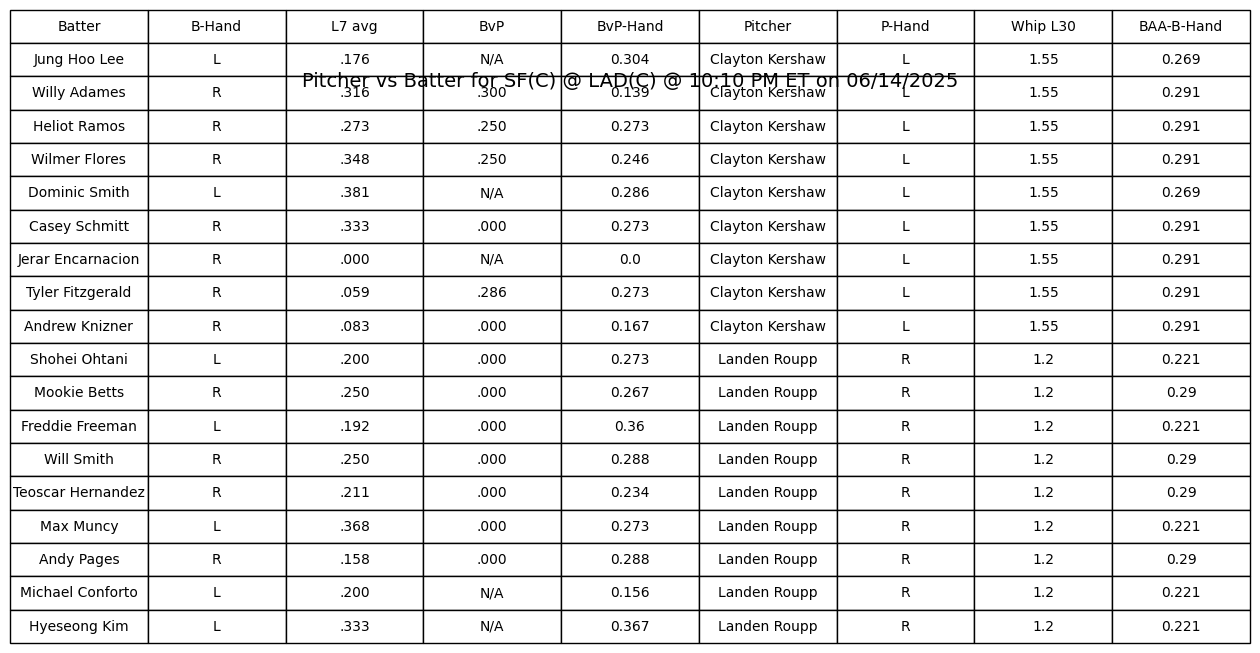 Batter B-Hand L7 avg BvP BvP-Hand Pitcher P-Hand Whip L30 BAA-B-Hand
Jung Hoo Lee L .176 N/A 0.304 Clayton Kershaw L 1.55 0.269
Pitcher vs Batter for SF(C) @ LAD(C) @ 10:10 PM ET on 06/14/2025
Willy Adames R .316 .300 0.139 Clayton Kershaw L 1.55 0.291
Heliot Ramos R .273 .250 0.273 Clayton Kershaw L 1.55 0.291
Wilmer Flores R .348 .250 0.246 Clayton Kershaw L 1.55 0.291
Dominic Smith L .381 N/A 0.286 Clayton Kershaw L 1.55 0.269
Casey Schmitt R .333 .000 0.273 Clayton Kershaw L 1.55 0.291
Jerar Encarnacion R .000 N/A 0.0 Clayton Kershaw L 1.55 0.291
Tyler Fitzgerald R .059 .286 0.273 Clayton Kershaw L 1.55 0.291
Andrew Knizner R .083 .000 0.167 Clayton Kershaw L 1.55 0.291
Shohei Ohtani L .200 .000 0.273 Landen Roupp R 1.2 0.221
Mookie Betts R .250 .000 0.267 Landen Roupp R 1.2 0.29
Freddie Freeman L .192 .000 0.36 Landen Roupp R 1.2 0.221
Will Smith R .250 .000 0.288 Landen Roupp R 1.2 0.29
Teoscar Hernandez R .211 .000 0.234 Landen Roupp R 1.2 0.29
Max Muncy L .368 .000 0.273 Landen Roupp R 1.2 0.221
Andy Pages R .158 .000 0.288 Landen Roupp R 1.2 0.29
Michael Conforto L .200 N/A 0.156 Landen Roupp R 1.2 0.221
Hyeseong Kim L .333 N/A 0.367 Landen Roupp R 1.2 0.221